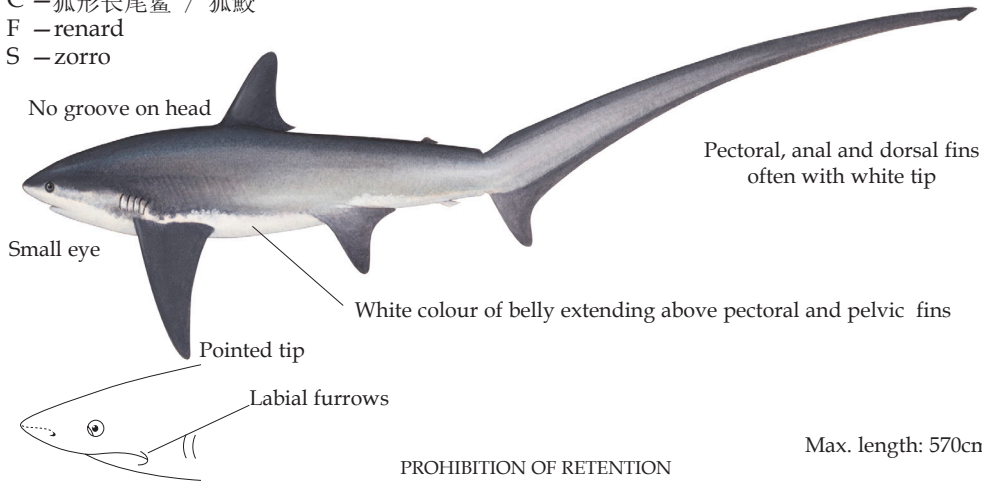 C –狐形长尾鲨 / 狐鮫
F – renard
S – zorro
No groove on head
Pectoral, anal and dorsal fins
often with white tip
Small eye
White colour of belly extending above pectoral and pelvic fins
Pointed tip
Labial furrows
Max. length: 570cm
PROHIBITION OF RETENTION